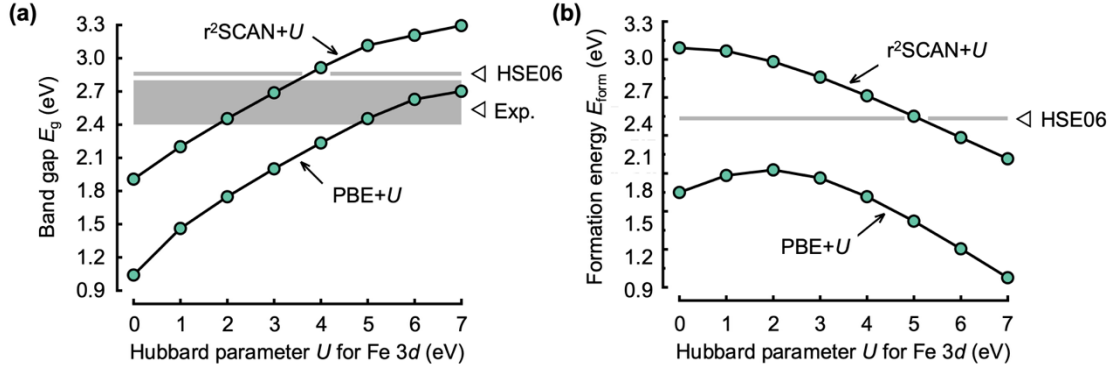 (a)
Band gap Eg (eV)
3.3
3.0
2.7
2.4
2.1
1.8
1.5
1.2
0.9
r²SCAN+U
HSE06
Exp.
PBE+U
0 1 2 3 4 5 6 7
Hubbard parameter U for Fe 3d (eV)
(b)
Formation energy Eform (eV)
3.3
3.0
2.7
2.4
2.1
1.8
1.5
1.2
0.9
r²SCAN+U
HSE06
PBE+U
0 1 2 3 4 5 6 7
Hubbard parameter U for Fe 3d (eV)